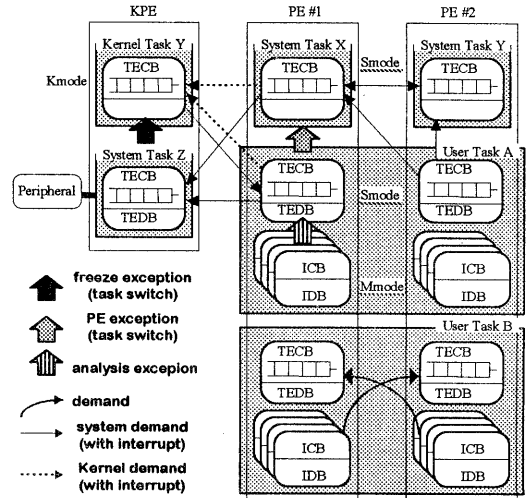 KPE
PE #1
PE #2
Kernel Task Y
System Task X
System Task Y
Kmode
TECB
TECB
Smode
TECB
System Task Z
User Task A
Peripheral
TECB
TEDB
TECB
TEDB
Smode
TECB
ICB
IDB
Mmode
ICB
IDB
freeze exception
(task switch)
PE exception
(task switch)
analysis excepion
demand
system demand
(with interrupt)
Kernel demand
(with interrupt)
User Task B
TECB
TEDB
TECB
TEDB
ICB
IDB
ICB
IDB